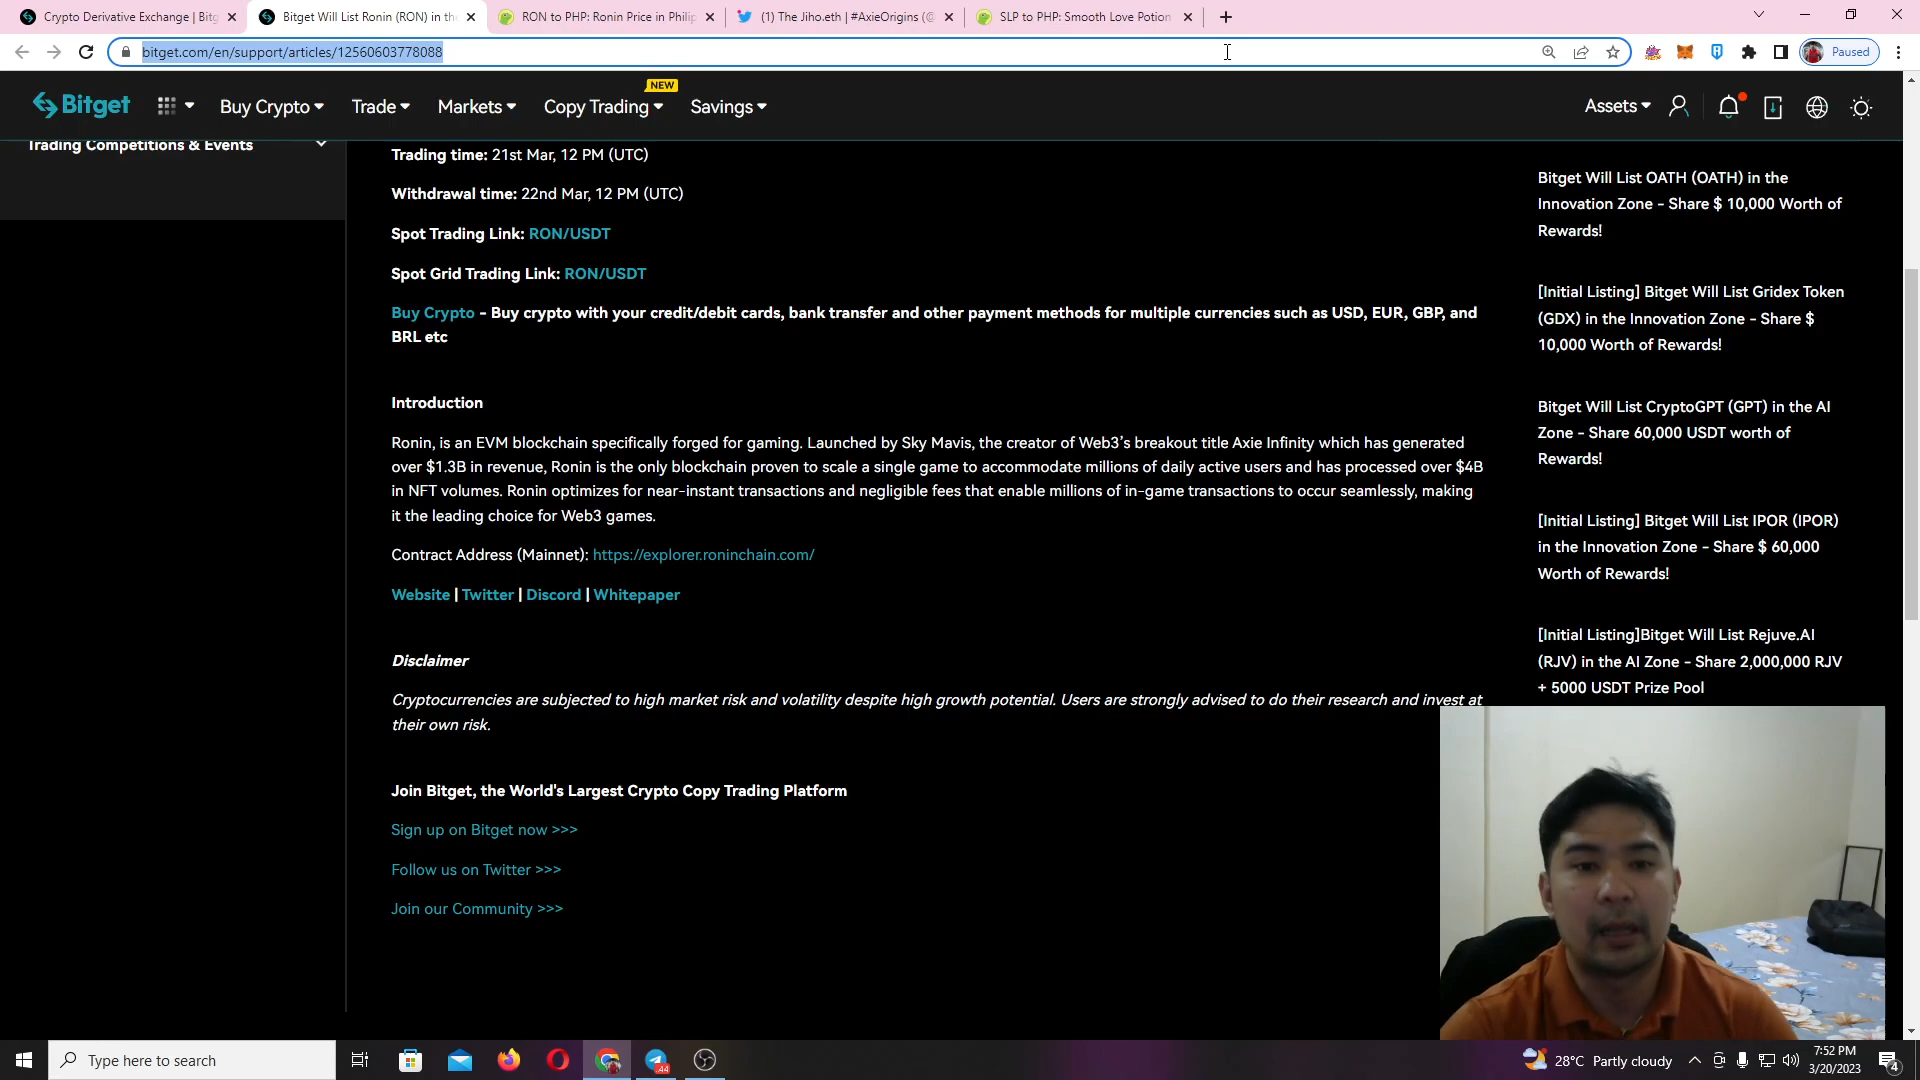 Crypto Derivative Exchange | Bitg
Bitget Will List Ronin (RON) in the
RON to PHP: Ronin Price in Philip
(1) The Jiho.eth | #AxieOrigins (@
SLP to PHP: Smooth Love Potion
bitget.com/en/support/articles/12560603778088
Paused
Bitget
Buy Crypto
Trade
Markets
Copy Trading
NEW
Savings
Assets
Trading Competitions & Events
Trading time: 21st Mar, 12 PM (UTC)
Withdrawal time: 22nd Mar, 12 PM (UTC)
Spot Trading Link: RON/USDT
Spot Grid Trading Link: RON/USDT
Buy Crypto - Buy crypto with your credit/debit cards, bank transfer and other payment methods for multiple currencies such as USD, EUR, GBP, and
BRL etc
Introduction
Ronin, is an EVM blockchain specifically forged for gaming. Launched by Sky Mavis, the creator of Web3's breakout title Axie Infinity which has generated
over $1.3B in revenue, Ronin is the only blockchain proven to scale a single game to accommodate millions of daily active users and has processed over $4B
in NFT volumes. Ronin optimizes for near-instant transactions and negligible fees that enable millions of in-game transactions to occur seamlessly, making
it the leading choice for Web3 games.
Contract Address (Mainnet): https://explorer.roninchain.com/
Website | Twitter | Discord | Whitepaper
Disclaimer
Cryptocurrencies are subjected to high market risk and volatility despite high growth potential. Users are strongly advised to do their research and invest at
their own risk.
Join Bitget, the World's Largest Crypto Copy Trading Platform
Sign up on Bitget now >>>
Follow us on Twitter >>>
Join our Community >>>
Bitget Will List OATH (OATH) in the
Innovation Zone - Share $ 10,000 Worth of
Rewards!
[Initial Listing] Bitget Will List Gridex Token
(GDX) in the Innovation Zone - Share $
10,000 Worth of Rewards!
Bitget Will List CryptoGPT (GPT) in the AI
Zone - Share 60,000 USDT worth of
Rewards!
[Initial Listing] Bitget Will List IPOR (IPOR)
in the Innovation Zone - Share $ 60,000
Worth of Rewards!
[Initial Listing]Bitget Will List Rejuve.AI
(RJV) in the AI Zone - Share 2,000,000 RJV
+ 5000 USDT Prize Pool
Type here to search
44
28°C Partly cloudy
7:52 PM
3/20/2023
4